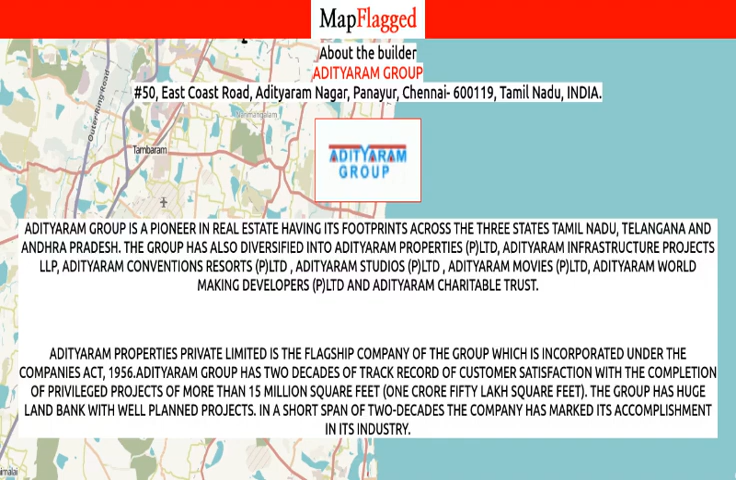 MapFlagged
About the builder
ADITYARAM GROUP
#50, East Coast Road, Adityaram Nagar, Panayur, Chennai- 600119, Tamil Nadu, INDIA.
Outer Ring Road
Tambaram
ADITYARAM
GROUP
ADITYARAM GROUP IS A PIONEER IN REAL ESTATE HAVING ITS FOOTPRINTS ACROSS THE THREE STATES TAMIL NADU, TELANGANA AND
ANDHRA PRADESH. THE GROUP HAS ALSO DIVERSIFIED INTO ADITYARAM PROPERTIES (P)LTD, ADITYARAM INFRASTRUCTURE PROJECTS
LLP, ADITYARAM CONVENTIONS RESORTS (P)LTD , ADITYARAM STUDIOS (P)LTD , ADITYARAM MOVIES (P)LTD, ADITYARAM WORLD
MAKING DEVELOPERS (P)LTD AND ADITYARAM CHARITABLE TRUST.
ADITYARAM PROPERTIES PRIVATE LIMITED IS THE FLAGSHIP COMPANY OF THE GROUP WHICH IS INCORPORATED UNDER THE
COMPANIES ACT, 1956.ADITYARAM GROUP HAS TWO DECADES OF TRACK RECORD OF CUSTOMER SATISFACTION WITH THE COMPLETION
OF PRIVILEGED PROJECTS OF MORE THAN 15 MILLION SQUARE FEET (ONE CRORE FIFTY LAKH SQUARE FEET). THE GROUP HAS HUGE
LAND BANK WITH WELL PLANNED PROJECTS. IN A SHORT SPAN OF TWO-DECADES THE COMPANY HAS MARKED ITS ACCOMPLISHMENT
IN ITS INDUSTRY.